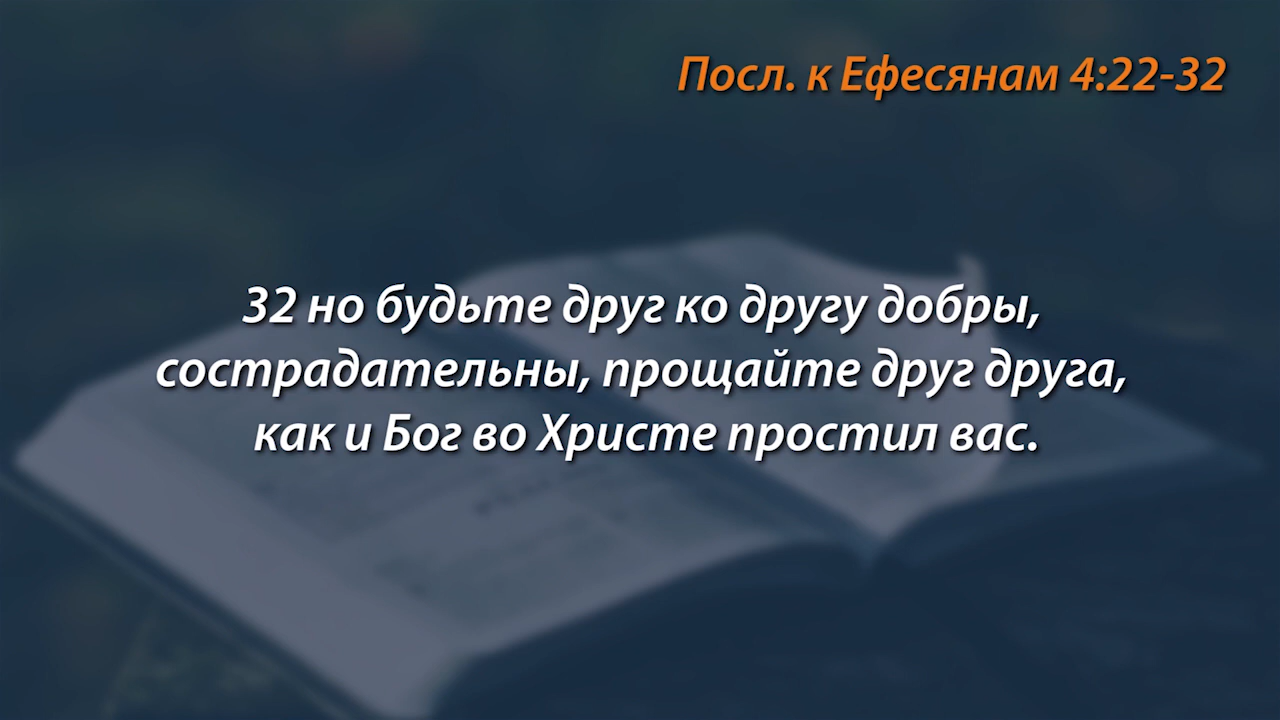 Посл. к Ефесянам 4:22-32
32 но будьте друг ко другу добры,
сострадательны, прощайте друг друга,
как и Бог во Христе простил вас.